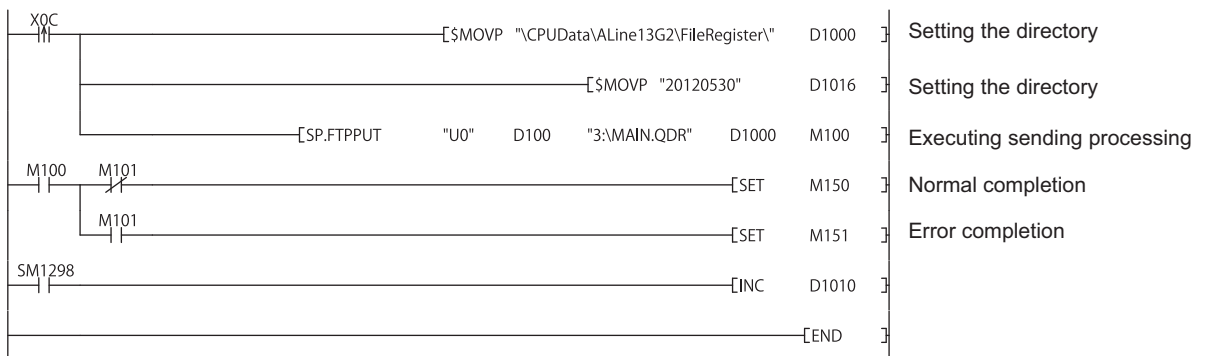 X0C
[$MOVP "\CPUData\ALine13G2\FileRegister\" D1000 ] Setting the directory
[$MOVP "20120530" D1016 ] Setting the directory
[SP.FTPPUT "U0" D100 "3:\MAIN.QDR" D1000 M100 ] Executing sending processing
M100 M101
[SET M150 ] Normal completion
M101
[SET M151 ] Error completion
SM1298
[INC D1010 ]
[END ]